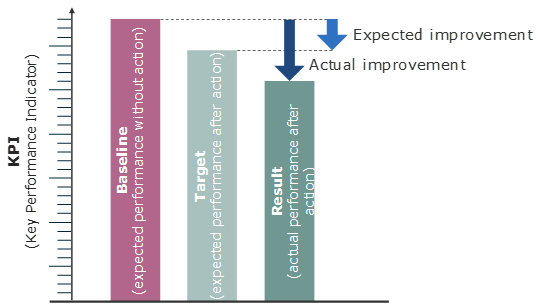 KPI
(Key Performance Indicator)
Baseline
(expected performance without action)
Target
(expected performance after action)
Result
(actual performance after
action)
Expected improvement
Actual improvement